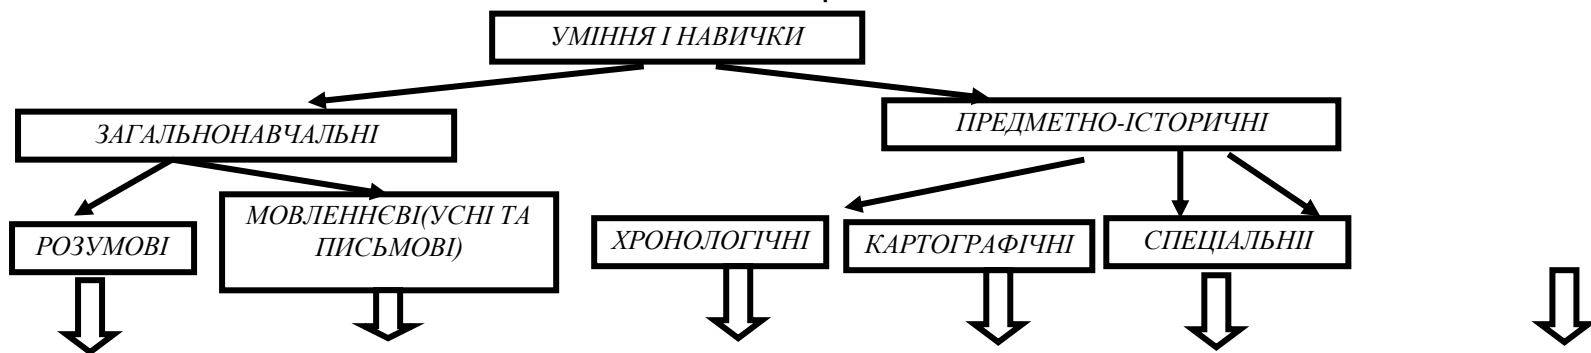 УМІННЯ І НАВИЧКИ
ЗАГАЛЬНОНАВЧАЛЬНІ
ПРЕДМЕТНО-ІСТОРИЧНІ
РОЗУМОВІ
МОВЛЕННЄВІ(УСНІ ТА
ПИСЬМОВІ)
ХРОНОЛОГІЧНІ
КАРТОГРАФІЧНІ
СПЕЦІАЛЬНІІ